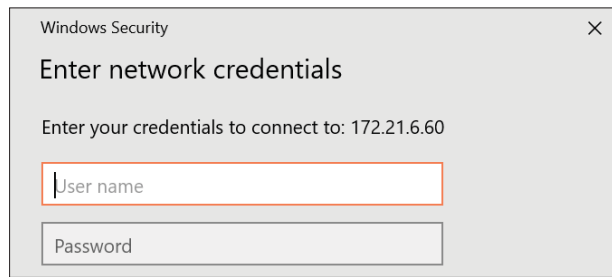 Windows Security
Enter network credentials
Enter your credentials to connect to: 172.21.6.60
User name
Password